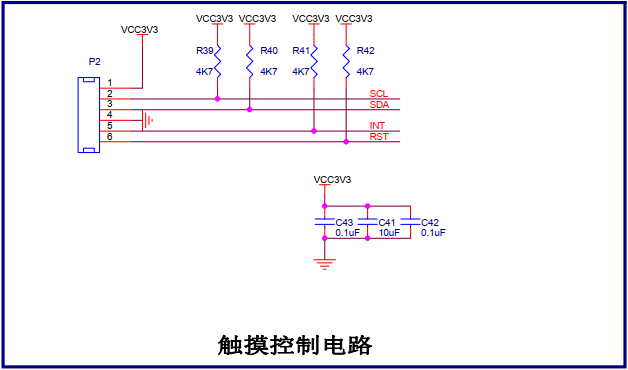 VCC3V3 VCC3V3 VCC3V3 VCC3V3
VCC3V3
R39 R40 R41 R42
P2
4K7 4K7 4K7 4K7
1
2 SCL
3 SDA
4
5 INT
6 RST
VCC3V3
C43 C41 C42
0.1uF 10uF 0.1uF
触摸控制电路